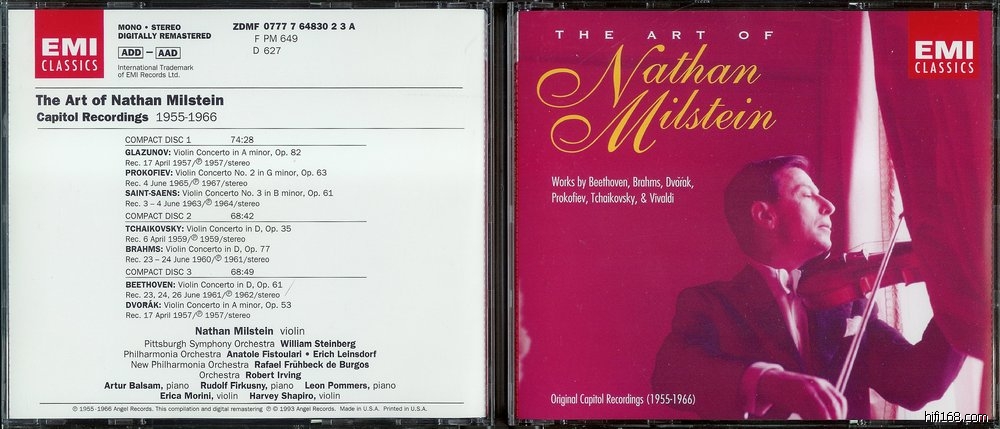 EMI
CLASSICS
MONO • STEREO
DIGITALLY REMASTERED
ADD – AAD
International Trademark
of EMI Records Ltd.
ZDMF 0777 7 64830 2 3 A
F PM 649
D 627
The Art of Nathan Milstein
Capitol Recordings 1955-1966
COMPACT DISC 1 74:28
GLAZUNOV: Violin Concerto in A minor, Op. 82
Rec. 17 April 1957/℗ 1957/stereo
PROKOFIEV: Violin Concerto No. 2 in G minor, Op. 63
Rec. 4 June 1965/℗ 1967/stereo
SAINT-SAENS: Violin Concerto No. 3 in B minor, Op. 61
Rec. 3 – 4 June 1963/℗ 1964/stereo
COMPACT DISC 2 68:42
TCHAIKOVSKY: Violin Concerto in D, Op. 35
Rec. 6 April 1959/℗ 1959/stereo
BRAHMS: Violin Concerto in D, Op. 77
Rec. 23 – 24 June 1960/℗ 1961/stereo
COMPACT DISC 3 68:49
BEETHOVEN: Violin Concerto in D, Op. 61
Rec. 23, 24, 26 June 1961/℗ 1962/stereo
DVORÁK: Violin Concerto in A minor, Op. 53
Rec. 17 April 1957/℗ 1957/stereo
Nathan Milstein violin
Pittsburgh Symphony Orchestra William Steinberg
Philharmonia Orchestra Anatole Fistoulari • Erich Leinsdorf
New Philharmonia Orchestra Rafael Frühbeck de Burgos
Orchestra Robert Irving
Artur Balsam, piano Rudolf Firkusny, piano Leon Pommers, piano
Erica Morini, violin Harvey Shapiro, violin
℗ 1955-1966 Angel Records. This compilation and digital remastering ℗ © 1993 Angel Records. Made in U.S.A. Printed in U.S.A.
THE ART OF
Nathan
Milstein
EMI
CLASSICS
Works by Beethoven, Brahms, Dvořák,
Prokofiev, Tchaikovsky, & Vivaldi
Original Capitol Recordings (1955-1966)
hifi168.com